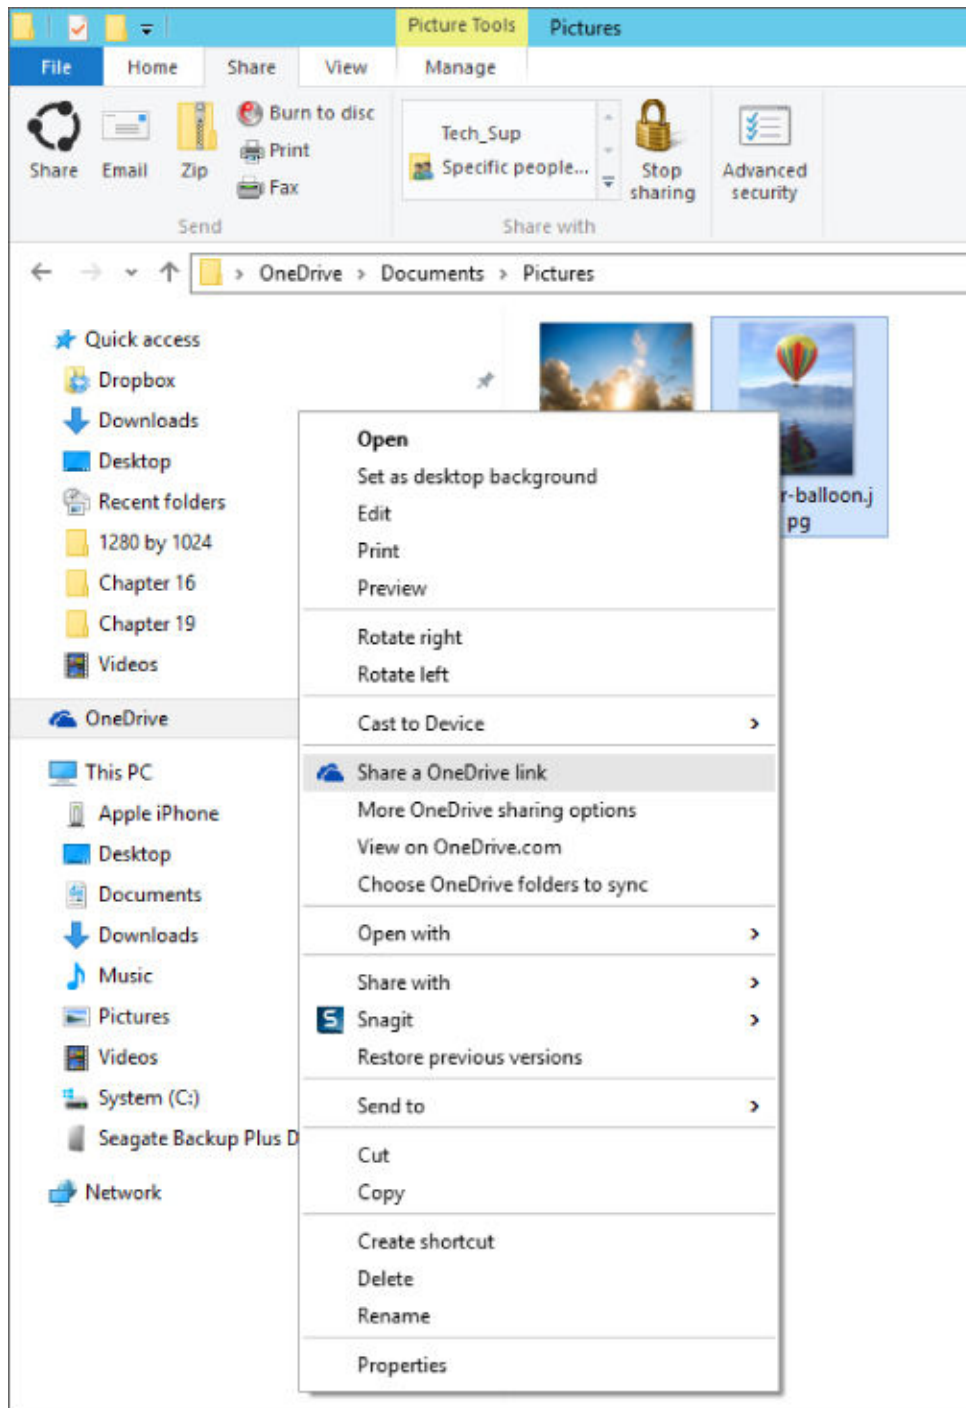 Picture Tools Pictures
File Home Share View Manage
Share
Email
Zip
Burn to disc
Print
Fax
Send
Tech_Sup
Specific people...
Stop
sharing
Share with
Advanced
security
OneDrive > Documents > Pictures
Quick access
Dropbox
Downloads
Desktop
Recent folders
1280 by 1024
Chapter 16
Chapter 19
Videos
OneDrive
This PC
Apple iPhone
Desktop
Documents
Downloads
Music
Pictures
Videos
System (C:)
Seagate Backup Plus D
Network
r-balloon.j
pg
Open
Set as desktop background
Edit
Print
Preview
Rotate right
Rotate left
Cast to Device
Share a OneDrive link
More OneDrive sharing options
View on OneDrive.com
Choose OneDrive folders to sync
Open with
Share with
S Snagit
Restore previous versions
Send to
Cut
Copy
Create shortcut
Delete
Rename
Properties